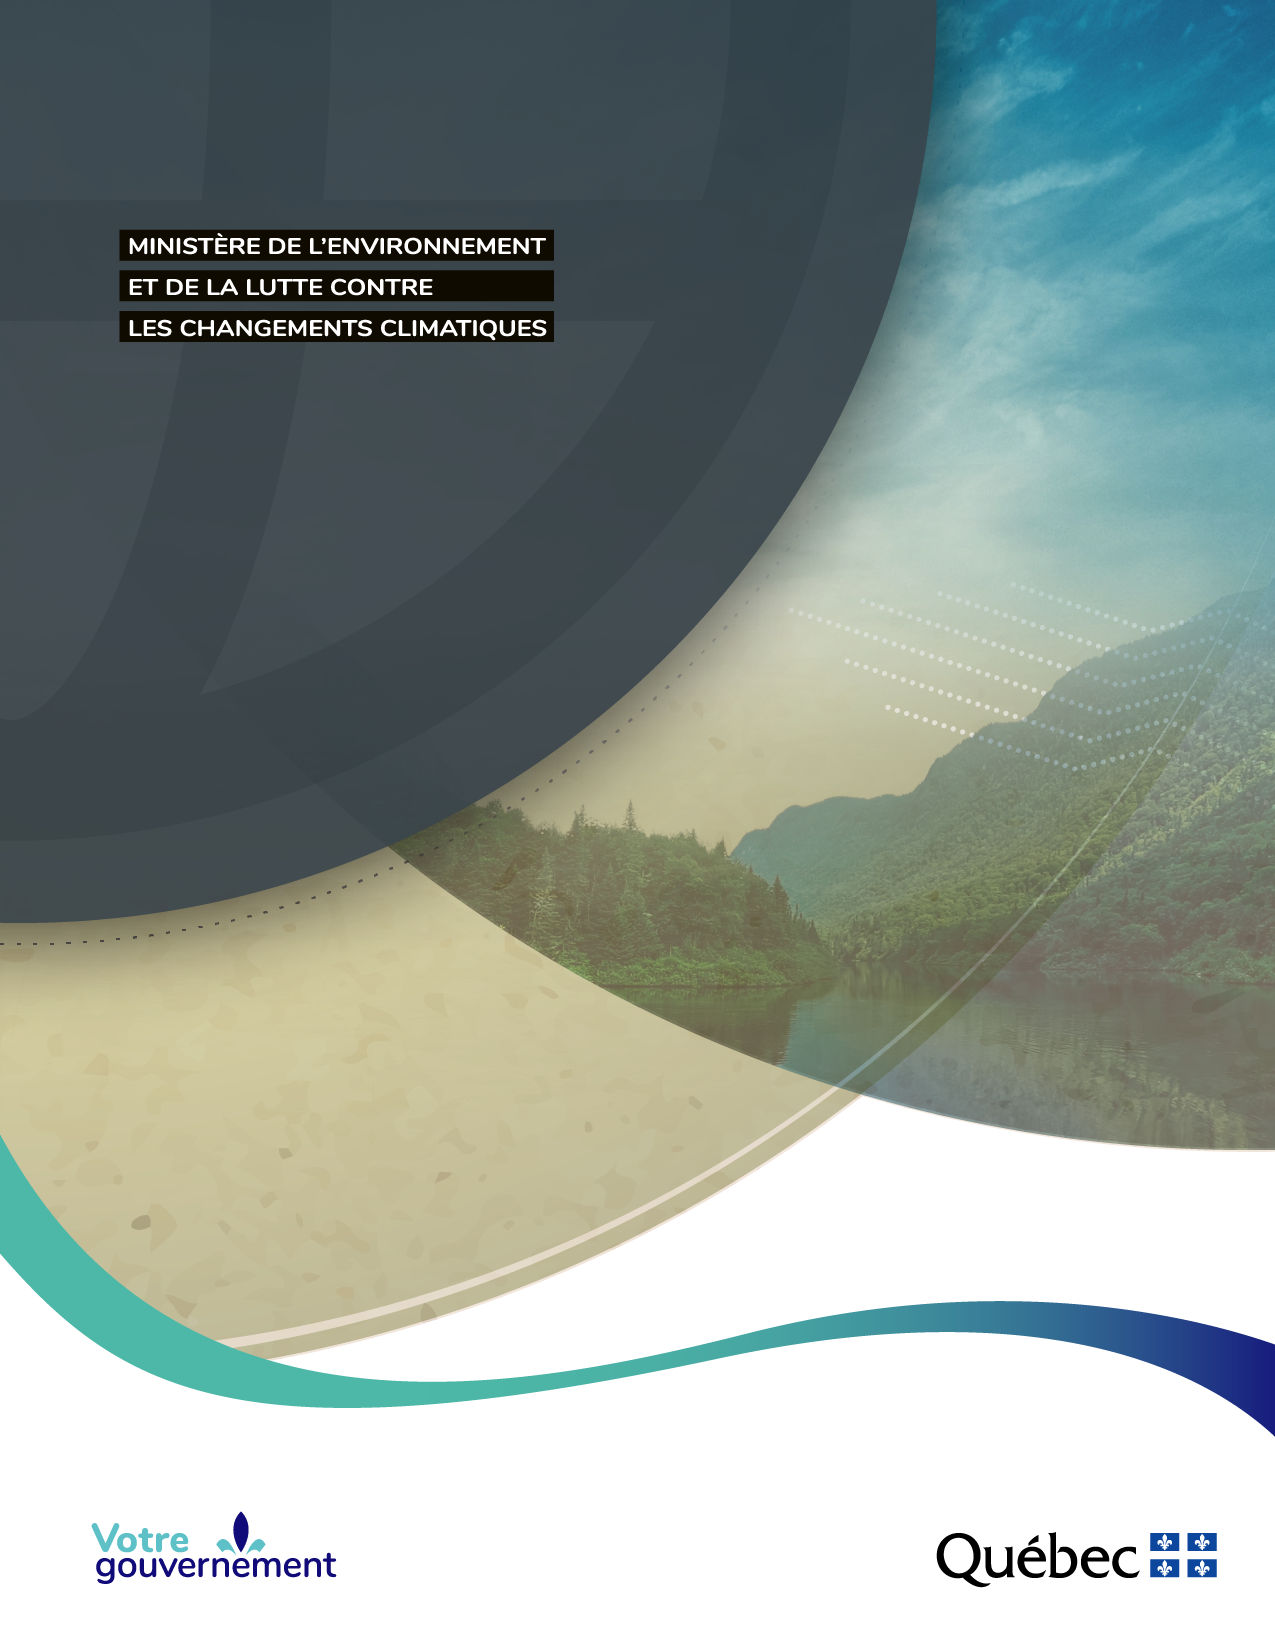 MINISTÈRE DE L’ENVIRONNEMENT
ET DE LA LUTTE CONTRE
LES CHANGEMENTS CLIMATIQUES
Votre
gouvernement
Québec